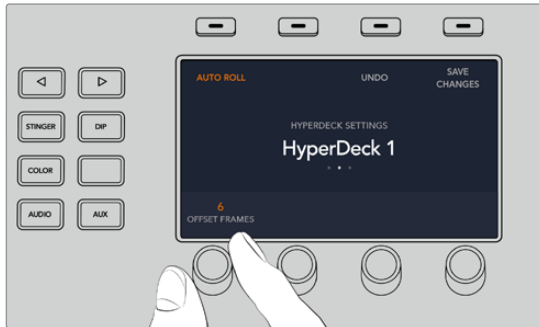 AUTO ROLL UNDO SAVE CHANGES
HYPERDECK SETTINGS
HyperDeck 1
STINGER DIP
COLOR
AUDIO AUX
6
OFFSET FRAMES